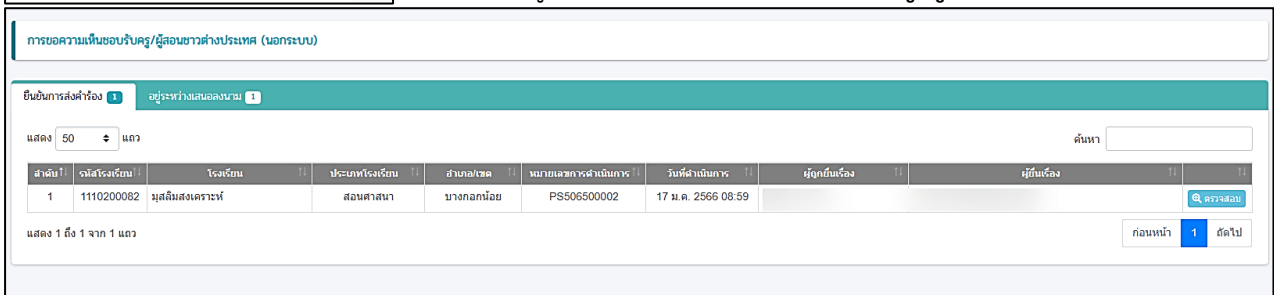 การขอความเห็นชอบรับครู/ผู้สอนชาวต่างประเทศ (นอกระบบ)
ยืนยันการส่งคำร้อง 1 อยู่ระหว่างเสนอลงนาม 1
แสดง 50 แถว ค้นหา
ลำดับ รหัสโรงเรียน โรงเรียน ประเภทโรงเรียน อำเภอ/เขต หมายเลขการดำเนินการ วันที่ดำเนินการ ผู้ถูกยื่นเรื่อง ผู้ยื่นเรื่อง
1 1110200082 มุสลิมสงเคราะห์ สอนศาสนา บางกอกน้อย PS506500002 17 ม.ค. 2566 08:59 ตรวจสอบ
แสดง 1 ถึง 1 จาก 1 แถว ก่อนหน้า 1 ถัดไป